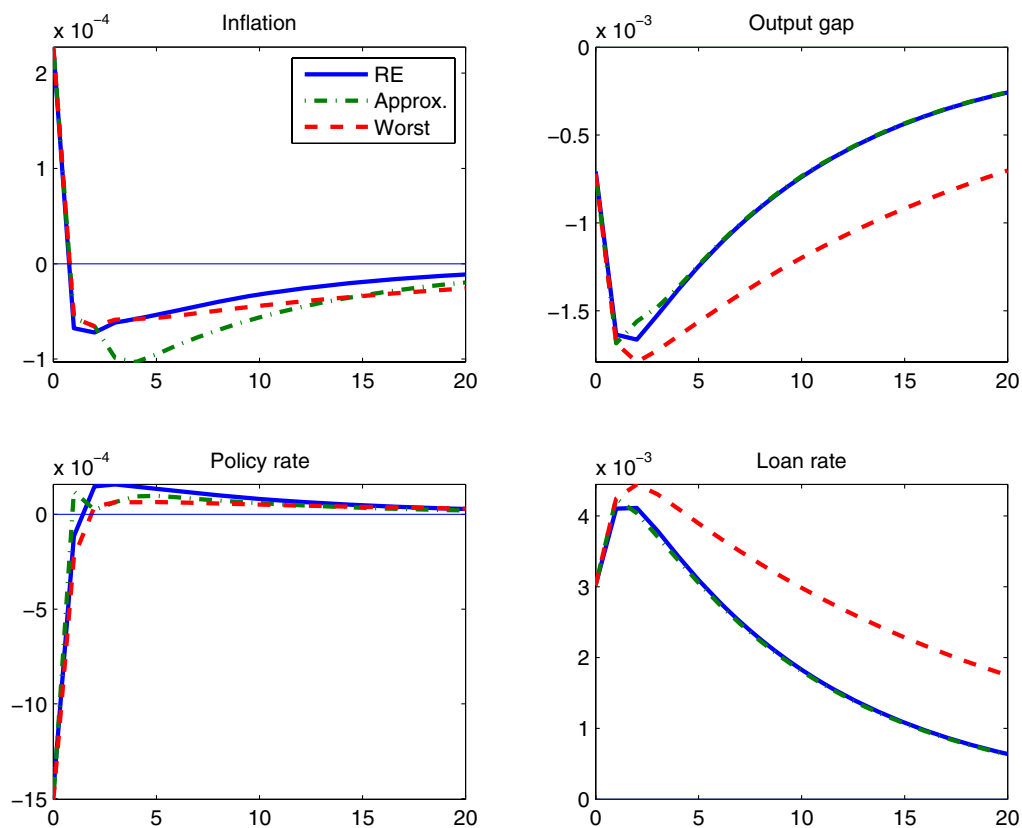 Inflation
x 10⁻⁴
2
1
0
−1
0 5 10 15 20
RE
Approx.
Worst
Output gap
x 10⁻³
0
−0.5
−1
−1.5
0 5 10 15 20
Policy rate
x 10⁻⁴
0
−5
−10
−15
0 5 10 15 20
Loan rate
x 10⁻³
4
3
2
1
0
0 5 10 15 20